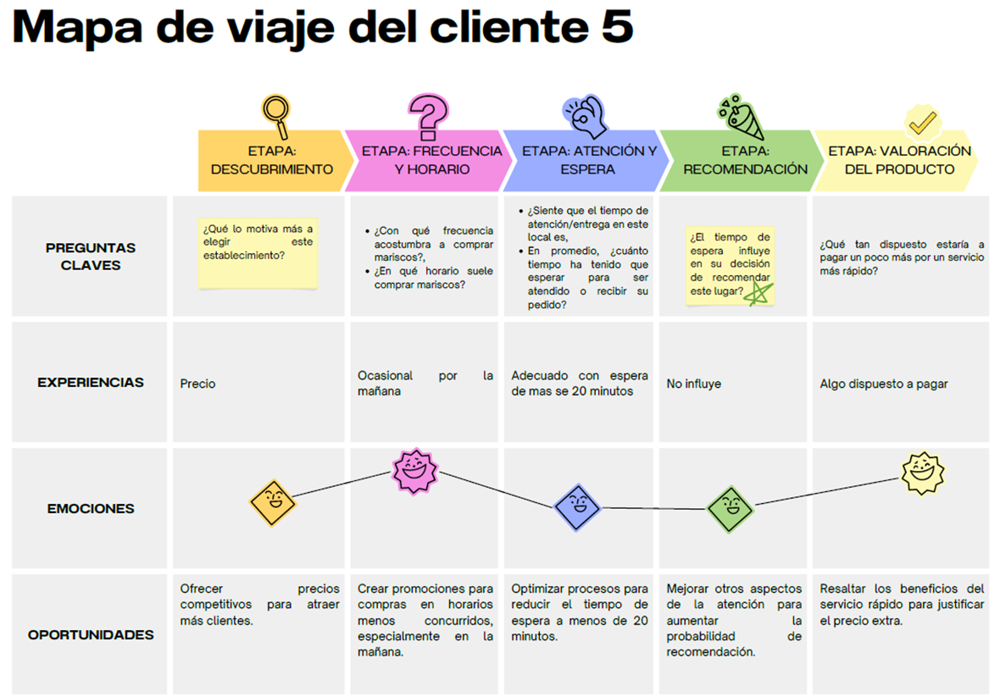 Mapa de viaje del cliente 5
ETAPA:
DESCUBRIMIENTO
ETAPA: FRECUENCIA
Y HORARIO
ETAPA: ATENCIÓN Y
ESPERA
ETAPA:
RECOMENDACIÓN
ETAPA: VALORACIÓN
DEL PRODUCTO
PREGUNTAS
CLAVES
¿Qué lo motiva más a
elegir este
establecimiento?
• ¿Con qué frecuencia
acostumbra a comprar
mariscos?,
• ¿En qué horario suele
comprar mariscos?
• ¿Siente que el tiempo de
atención/entrega en este
local es,
• En promedio, ¿cuánto
tiempo ha tenido que
esperar para ser
atendido o recibir su
pedido?
¿El tiempo de
espera influye
en su decisión
de recomendar
este lugar?
¿Qué tan dispuesto estaría a
pagar un poco más por un servicio
más rápido?
EXPERIENCIAS
Precio
Ocasional por la
mañana
Adecuado con espera
de mas se 20 minutos
No influye
Algo dispuesto a pagar
EMOCIONES
OPORTUNIDADES
Ofrecer precios
competitivos para atraer
más clientes.
Crear promociones para
compras en horarios
menos concurridos,
especialmente en la
mañana.
Optimizar procesos para
reducir el tiempo de
espera a menos de 20
minutos.
Mejorar otros aspectos
de la atención para
aumentar la
probabilidad de
recomendación.
Resaltar los beneficios del
servicio rápido para justificar
el precio extra.